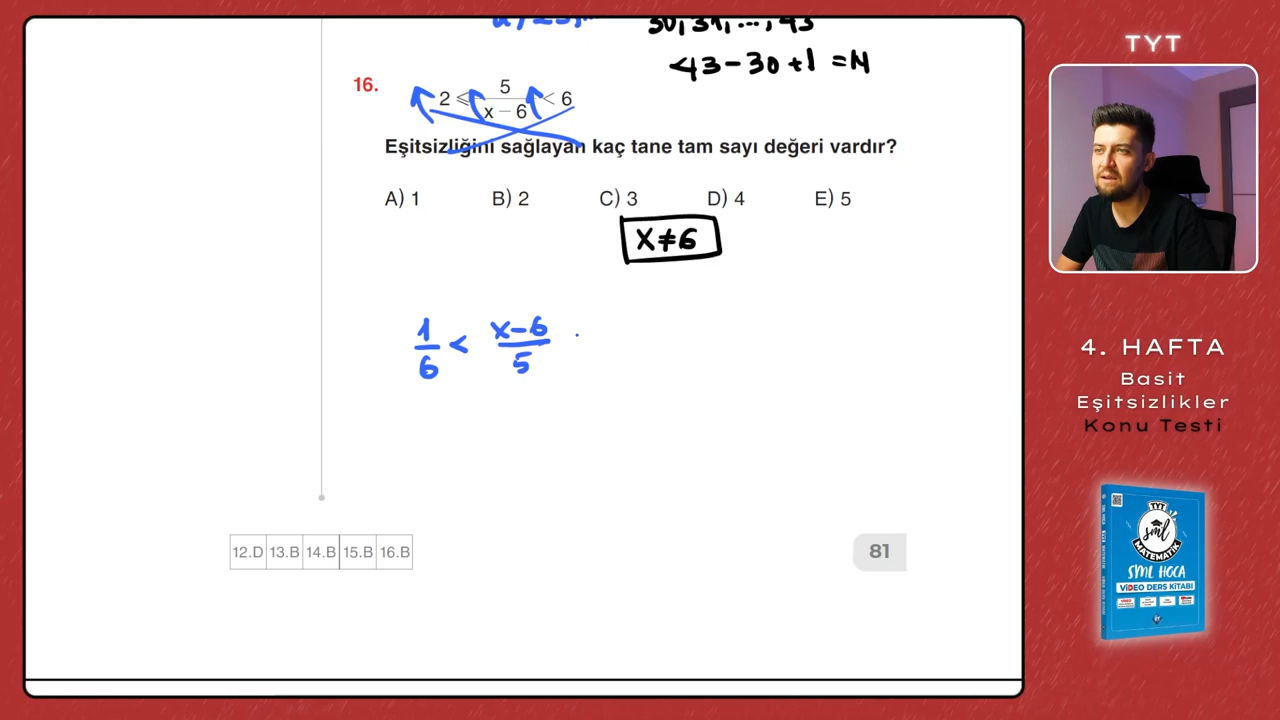 30, 31, ..., 43
43 - 30 + 1 = 14
16.
2 ⩽ 5/(x − 6) < 6
Eşitsizliğini sağlayan kaç tane tam sayı değeri vardır?
A) 1 B) 2 C) 3 D) 4 E) 5
x ≠ 6
1/6 < (x-6)/5
12.D 13.B 14.B 15.B 16.B
81
TYT
4. HAFTA
Basit
Eşitsizlikler
Konu Testi
TYT
sml
MATEMATİK
SML HOCA
VİDEO DERS KİTABI